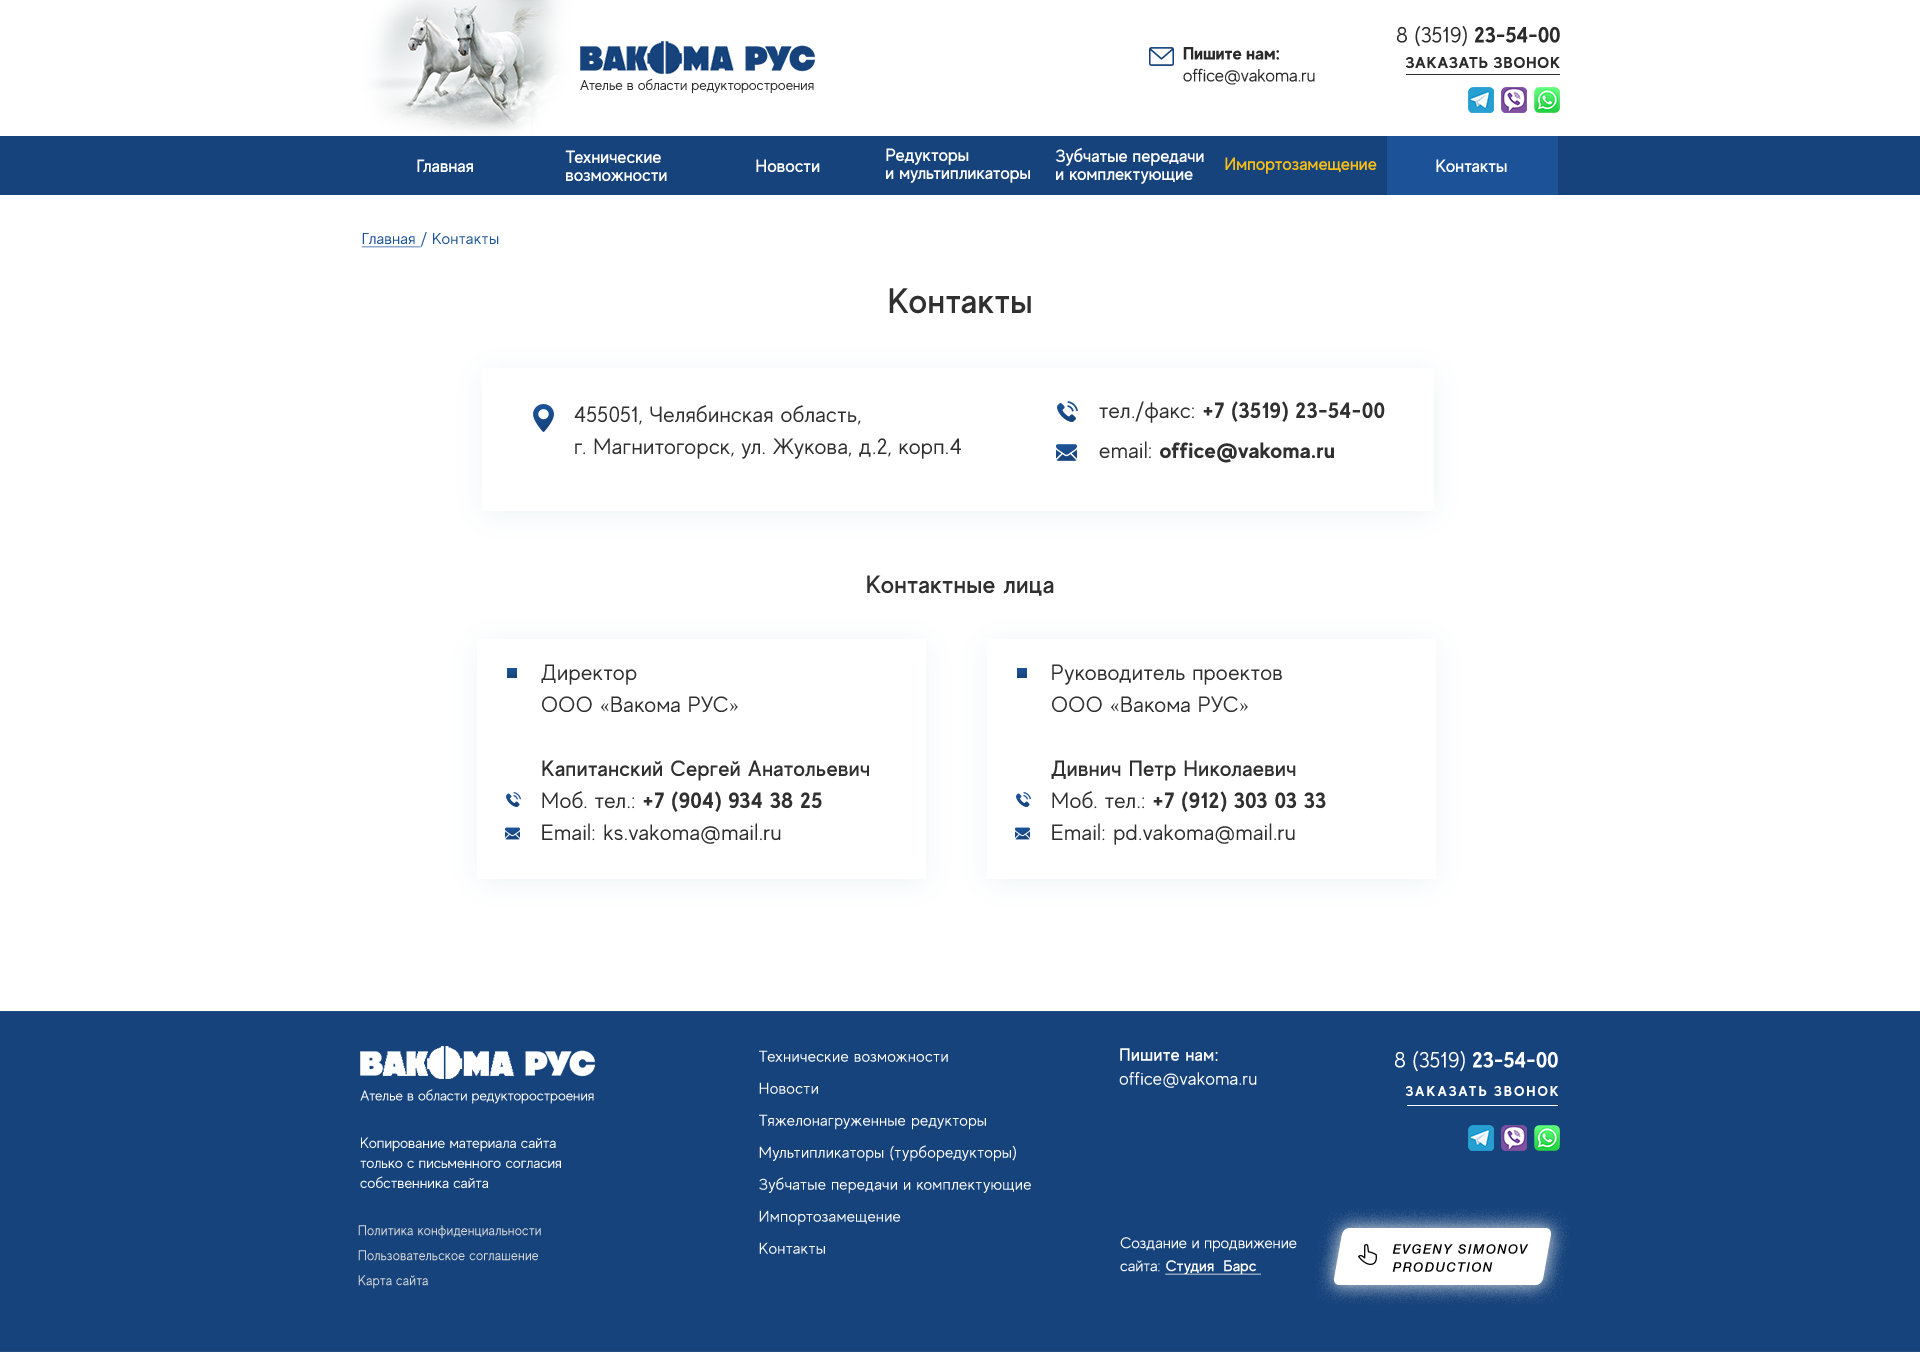 ВАКОМА РУС
Ателье в области редукторостроения
Пишите нам:
office@vakoma.ru
8 (3519) 23-54-00
ЗАКАЗАТЬ ЗВОНОК
Главная
Технические
возможности
Новости
Редукторы
и мультипликаторы
Зубчатые передачи
и комплектующие
Импортозамещение
Контакты
Главная / Контакты
Контакты
455051, Челябинская область,
г. Магнитогорск, ул. Жукова, д.2, корп.4
тел./факс: +7 (3519) 23-54-00
email: office@vakoma.ru
Контактные лица
Директор
ООО «Вакома РУС»
Капитанский Сергей Анатольевич
Моб. тел.: +7 (904) 934 38 25
Email: ks.vakoma@mail.ru
Руководитель проектов
ООО «Вакома РУС»
Дивнич Петр Николаевич
Моб. тел.: +7 (912) 303 03 33
Email: pd.vakoma@mail.ru
ВАКОМА РУС
Ателье в области редукторостроения
Копирование материала сайта
только с письменного согласия
собственника сайта
Политика конфиденциальности
Пользовательское соглашение
Карта сайта
Технические возможности
Новости
Тяжелонагруженные редукторы
Мультипликаторы (турборедукторы)
Зубчатые передачи и комплектующие
Импортозамещение
Контакты
Пишите нам:
office@vakoma.ru
8 (3519) 23-54-00
ЗАКАЗАТЬ ЗВОНОК
Создание и продвижение
сайта: Студия Барс
EVGENY SIMONOV
PRODUCTION